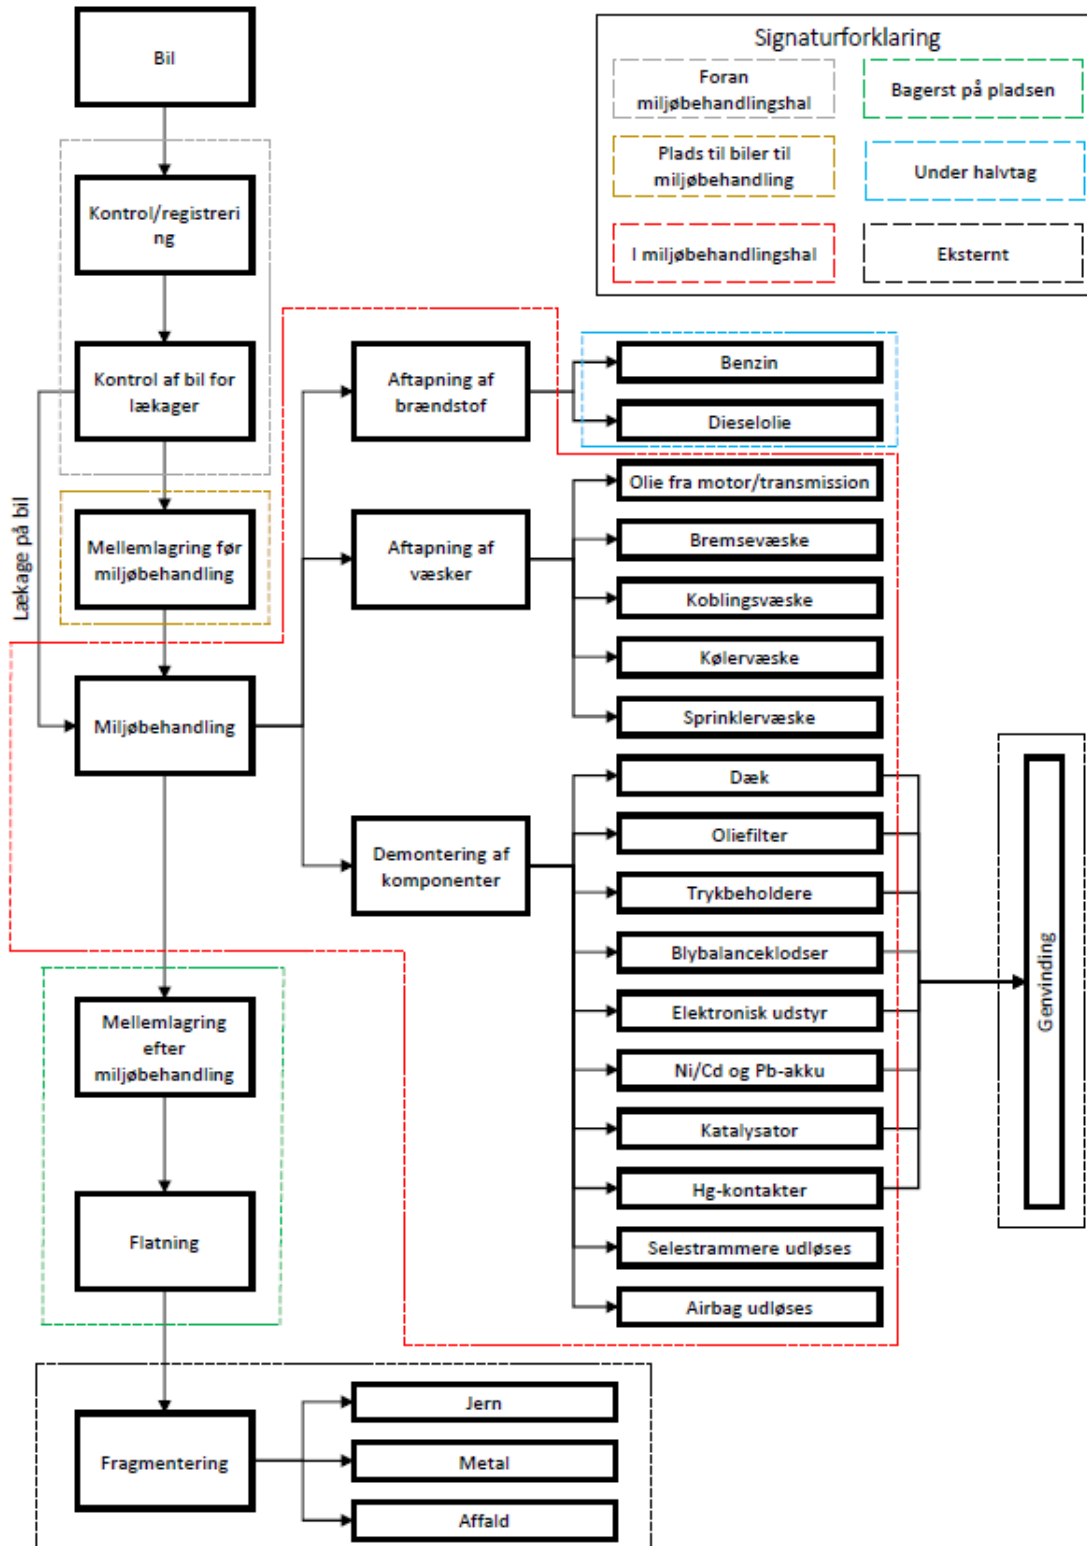 Bil
Signaturforklaring
Foran
miljøbehandlingshal
Bagerst på pladsen
Plads til biler til
miljøbehandling
Under halvtag
I miljøbehandlingshal
Eksternt
Kontrol/registreri
ng
Kontrol af bil for
lækager
Lækage på bil
Mellemlagring før
miljøbehandling
Miljøbehandling
Aftapning af
brændstof
Benzin
Dieselolie
Aftapning af
væsker
Olie fra motor/transmission
Bremsevæske
Koblingsvæske
Kølervæske
Sprinklervæske
Demontering af
komponenter
Dæk
Oliefilter
Trykbeholdere
Blybalanceklodser
Elektronisk udstyr
Ni/Cd og Pb-akku
Katalysator
Hg-kontakter
Selestrammere udløses
Airbag udløses
Genvinding
Mellemlagring
efter
miljøbehandling
Flatning
Fragmentering
Jern
Metal
Affald